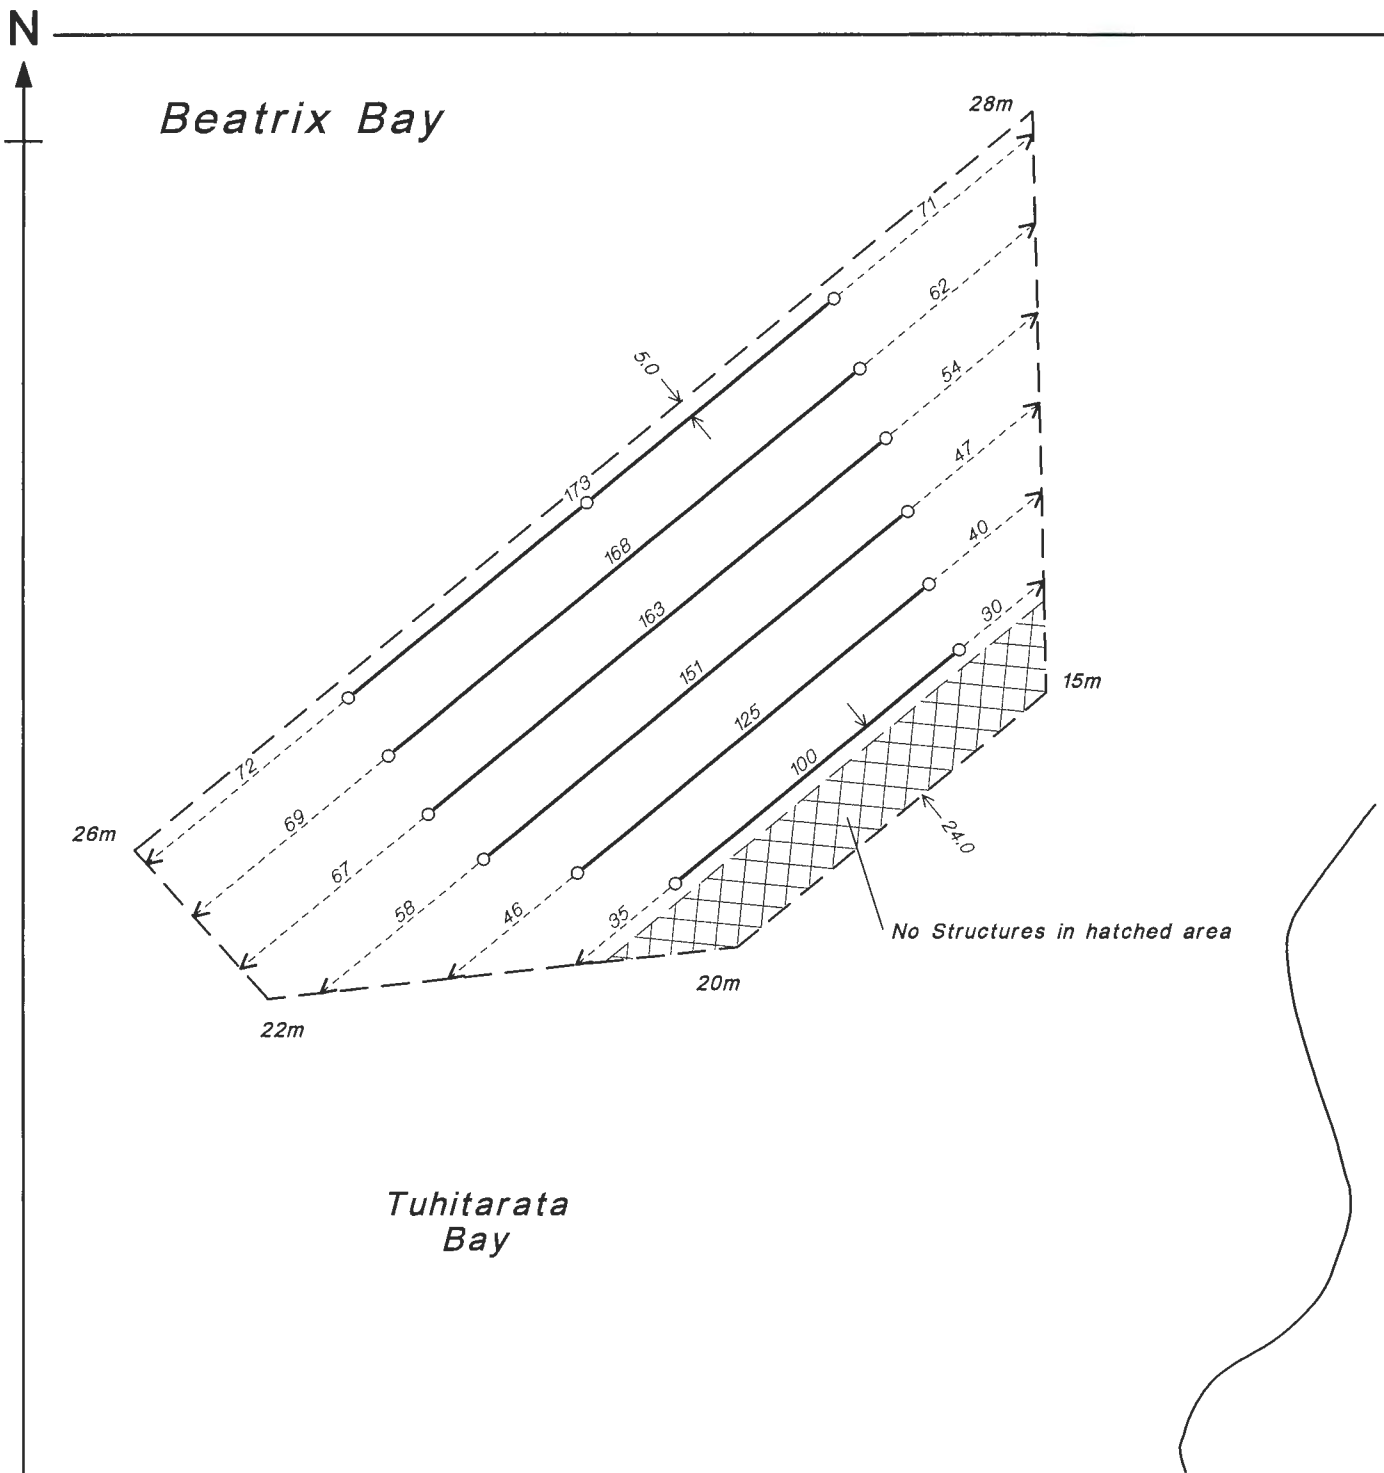 N
Beatrix Bay
28m
71
62
5.0
54
47
173
40
168
30
163
151
15m
125
100
72
26m
69
24.0
67
58
46
35
No Structures in hatched area
20m
22m
Tuhitarata
Bay